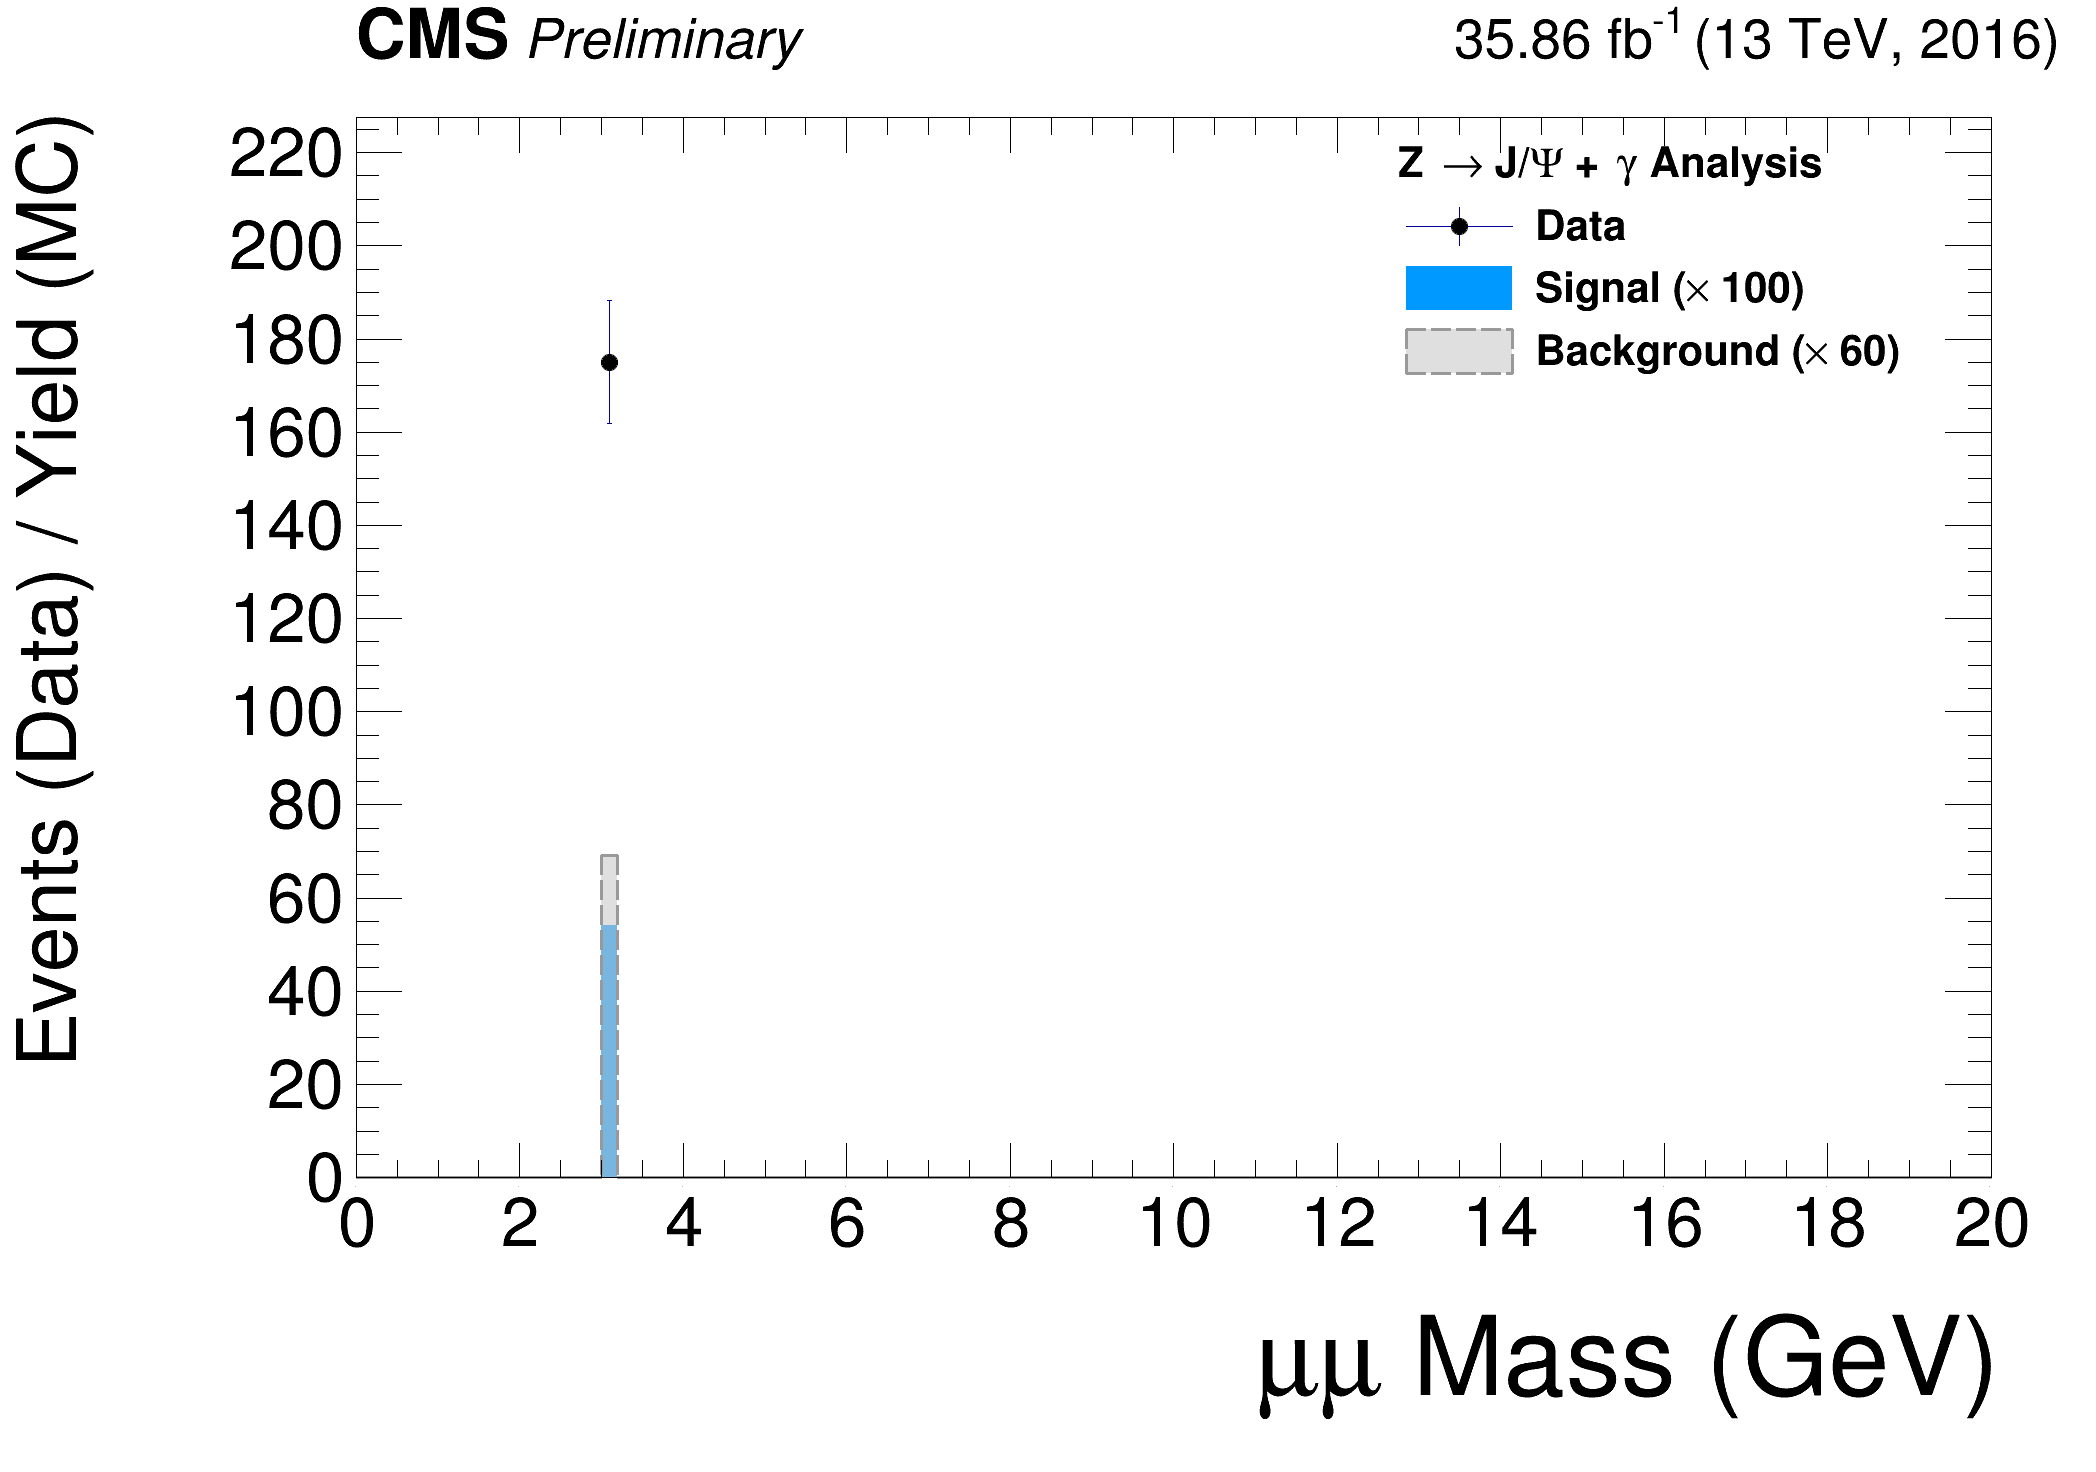 CMS Preliminary
35.86 fb⁻¹ (13 TeV, 2016)
Events (Data) / Yield (MC)
220
200
180
160
140
120
100
80
60
40
20
0
Z → J/Ψ + γ Analysis
Data
Signal (× 100)
Background (× 60)
0 2 4 6 8 10 12 14 16 18 20
μμ Mass (GeV)